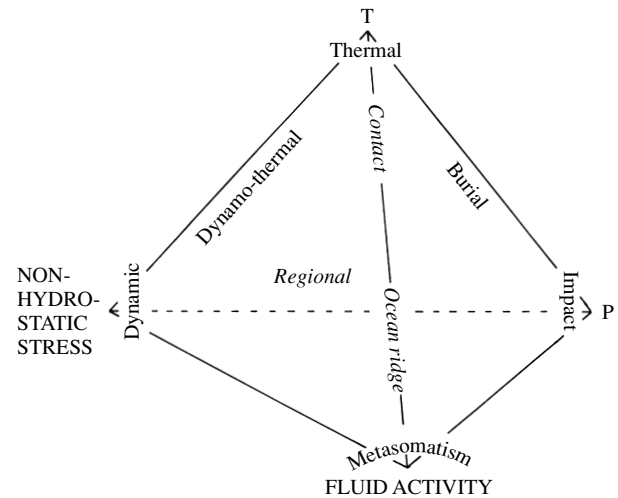 T
Thermal
Contact
Dynamo-thermal
Burial
Regional
NON-
HYDRO-
STATIC
STRESS
Dynamic
Ocean ridge
Impact
P
Metasomatism
FLUID ACTIVITY